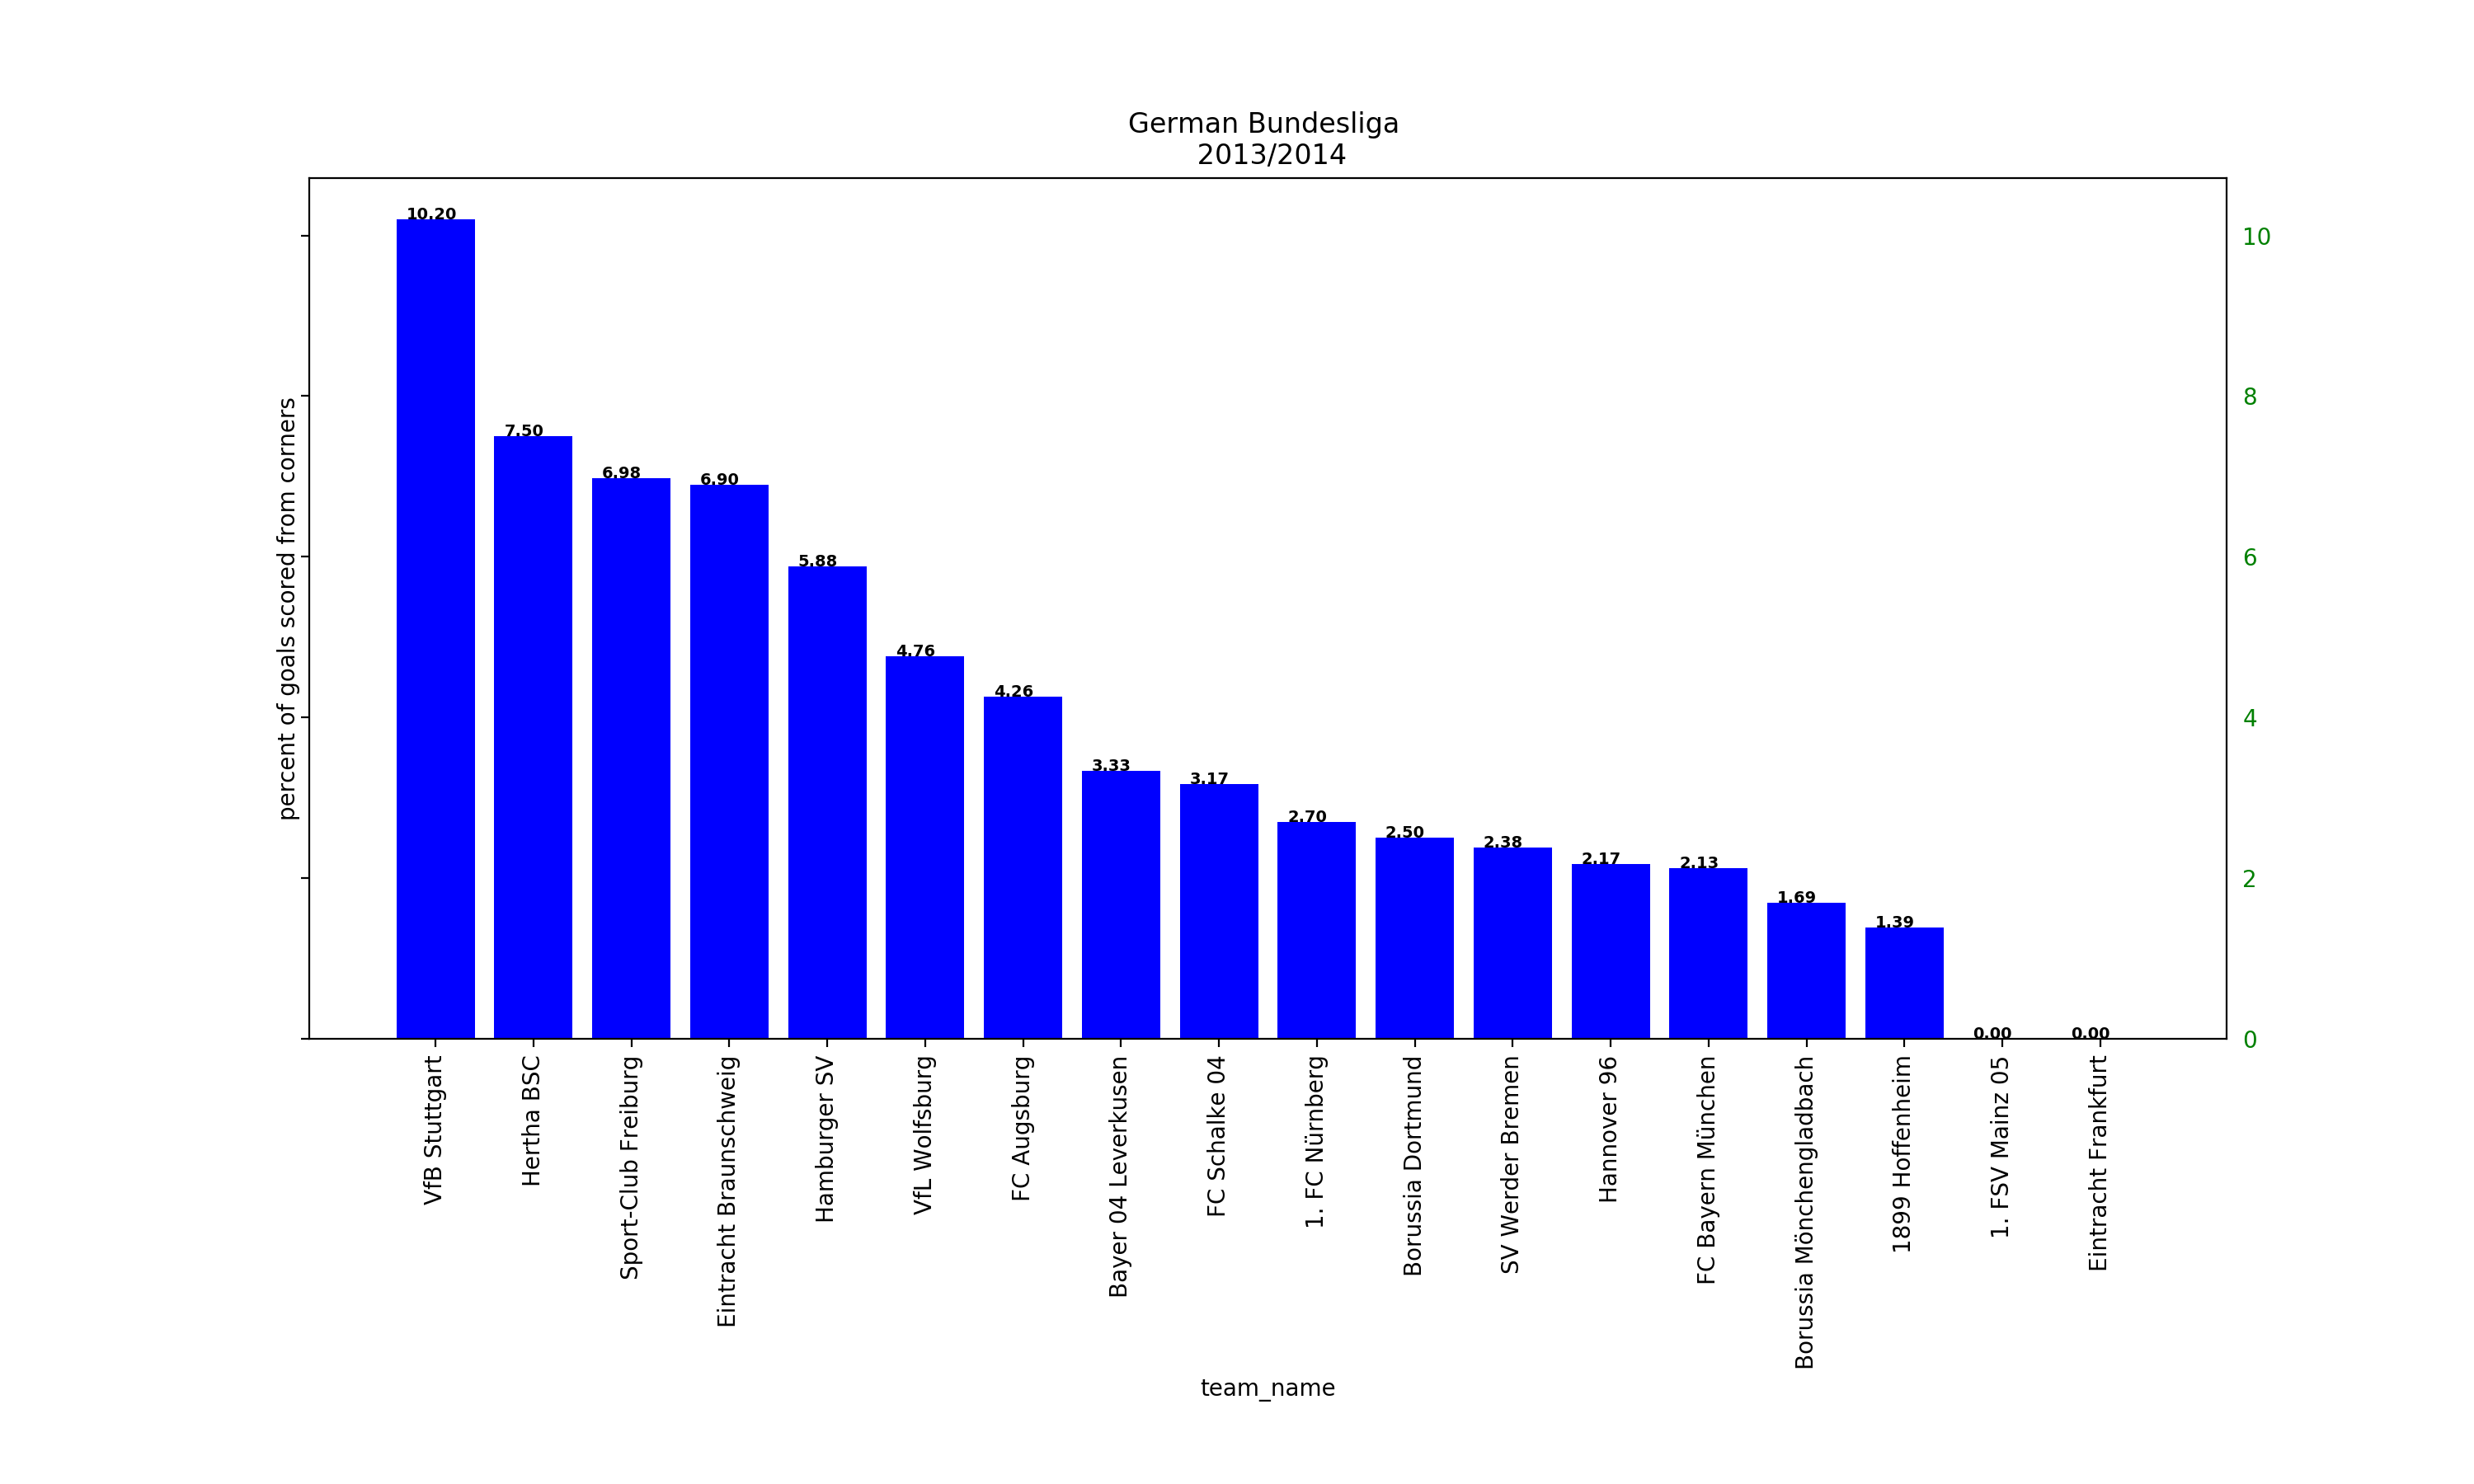 German Bundesliga
2013/2014
percent of goals scored from corners
10.20
7.50
6.98
6.90
5.88
4.76
4.26
3.33
3.17
2.70
2.50
2.38
2.17
2.13
1.69
1.39
0.00
0.00
10
8
6
4
2
0
VfB Stuttgart
Hertha BSC
Sport-Club Freiburg
Eintracht Braunschweig
Hamburger SV
VfL Wolfsburg
FC Augsburg
Bayer 04 Leverkusen
FC Schalke 04
1. FC Nürnberg
Borussia Dortmund
SV Werder Bremen
Hannover 96
FC Bayern München
Borussia Mönchengladbach
1899 Hoffenheim
1. FSV Mainz 05
Eintracht Frankfurt
team_name